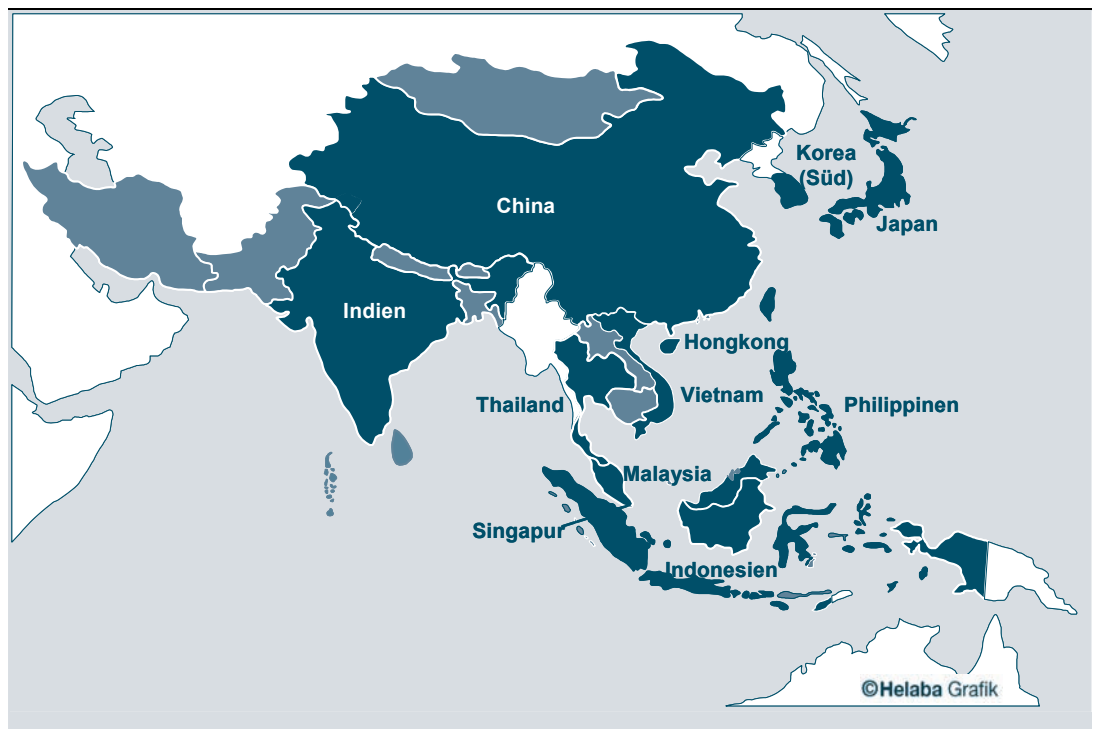 Korea
(Süd)
China
Japan
Indien
Hongkong
Vietnam
Thailand
Philippinen
Malaysia
Singapur
Indonesien
©Helaba Grafik